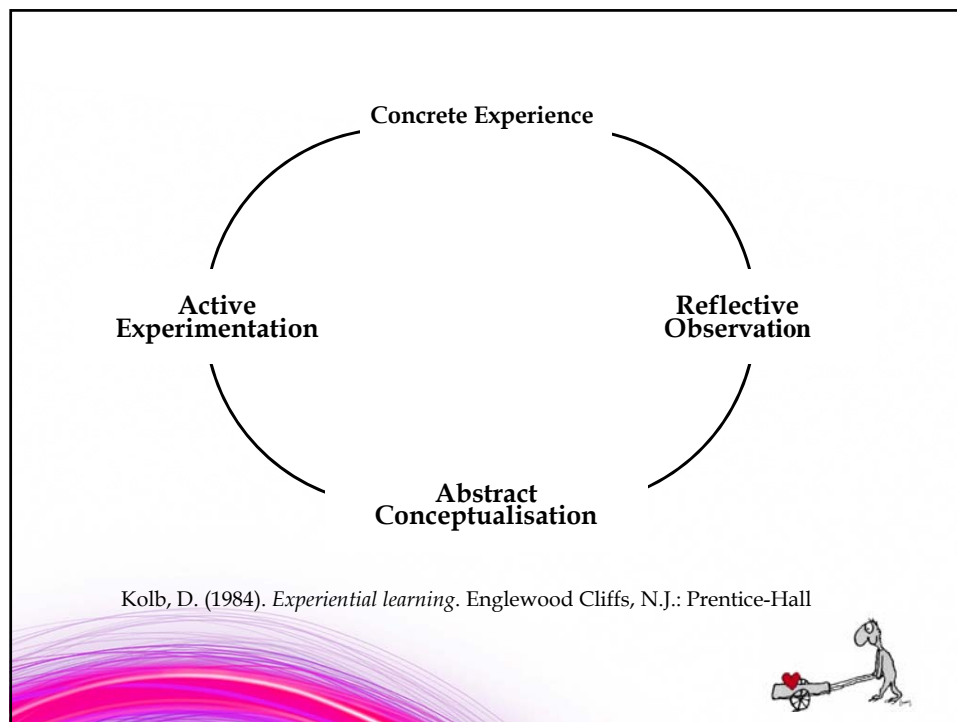 Concrete Experience
Active
Experimentation
Reflective
Observation
Abstract
Conceptualisation
Kolb, D. (1984). Experiential learning. Englewood Cliffs, N.J.: Prentice-Hall